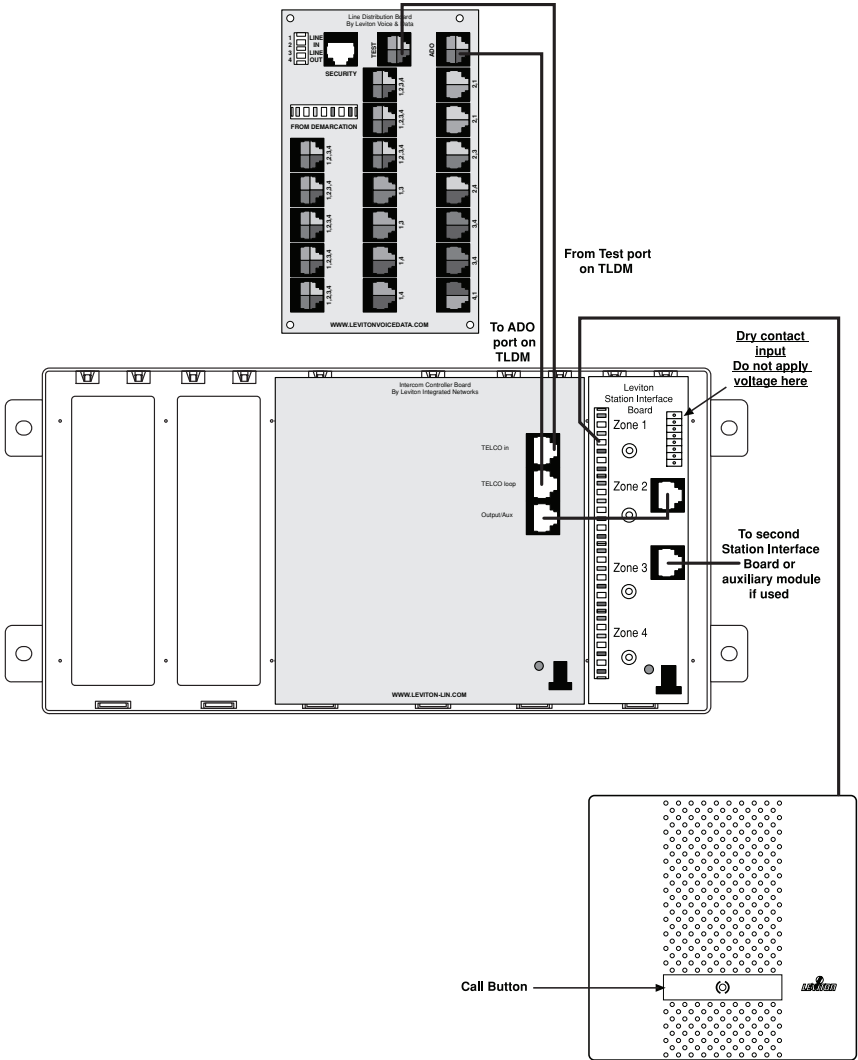 Line Distribution Board
By Leviton Voice & Data
1
2
3
4
LINE
IN
LINE
OUT
SECURITY
TEST
ADO
FROM DEMARCATION
1,2,3,4
1,2,3,4
1,2,3,4
1,2,3,4
1,2,3,4
1,2,3,4
1,2,3,4
1,2,3,4
1,3
1,3
1,4
1,4
2,1
2,1
2,3
2,4
3,4
3,4
4,1
WWW.LEVITONVOICEDATA.COM
From Test port
on TLDM
To ADO
port on
TLDM
Dry contact
input
Do not apply
voltage here
Intercom Controller Board
By Leviton Integrated Networks
TELCO in
TELCO loop
Output/Aux
WWW.LEVITON-LIN.COM
Leviton
Station Interface
Board
Zone 1
Zone 2
Zone 3
Zone 4
To second
Station Interface
Board or
auxiliary module
if used
Call Button
LEVITON